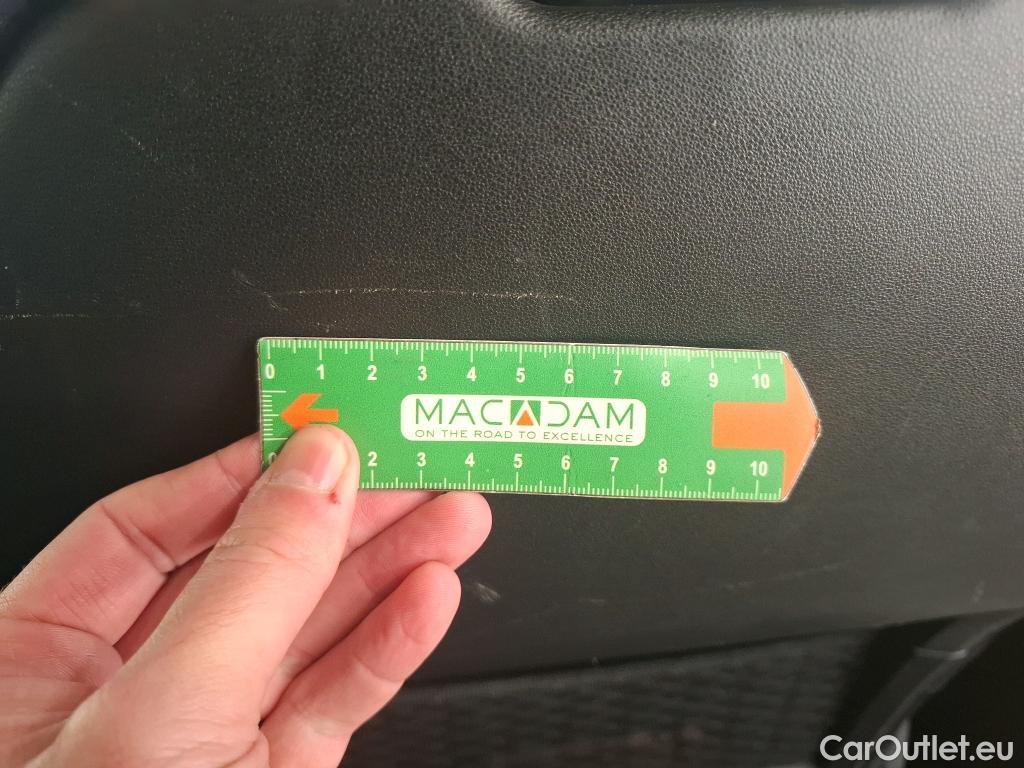 0 1 2 3 4 5 6 7 8 9 10
MACADAM
ON THE ROAD TO EXCELLENCE
0 2 3 4 5 6 7 8 9 10
CarOutlet.eu